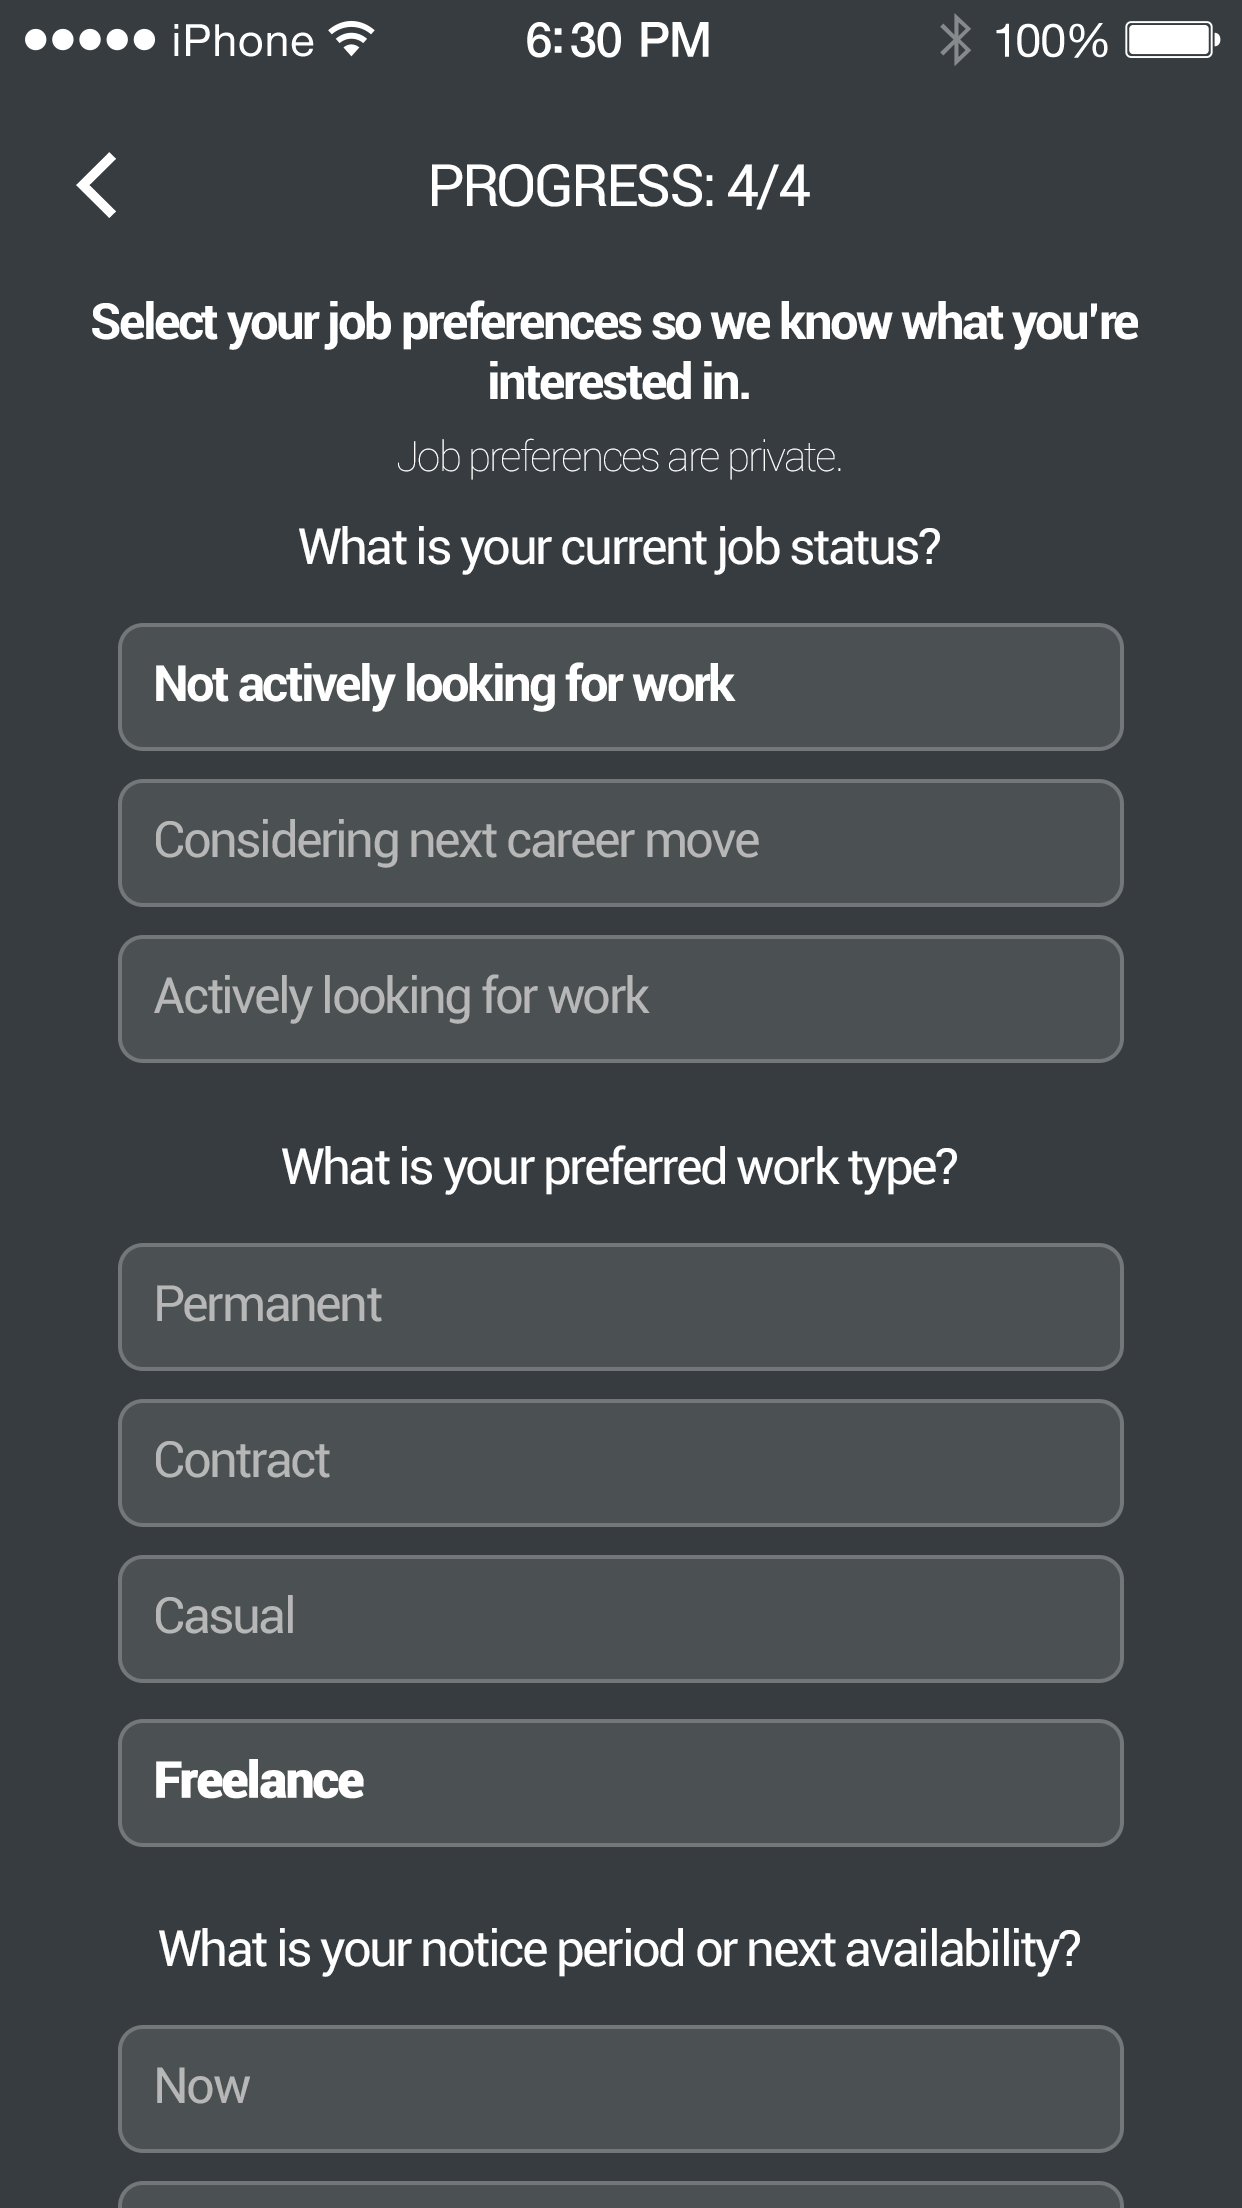 iPhone 6:30 PM 100%
PROGRESS: 4/4
Select your job preferences so we know what you're
interested in.
Job preferences are private.
What is your current job status?
Not actively looking for work
Considering next career move
Actively looking for work
What is your preferred work type?
Permanent
Contract
Casual
Freelance
What is your notice period or next availability?
Now